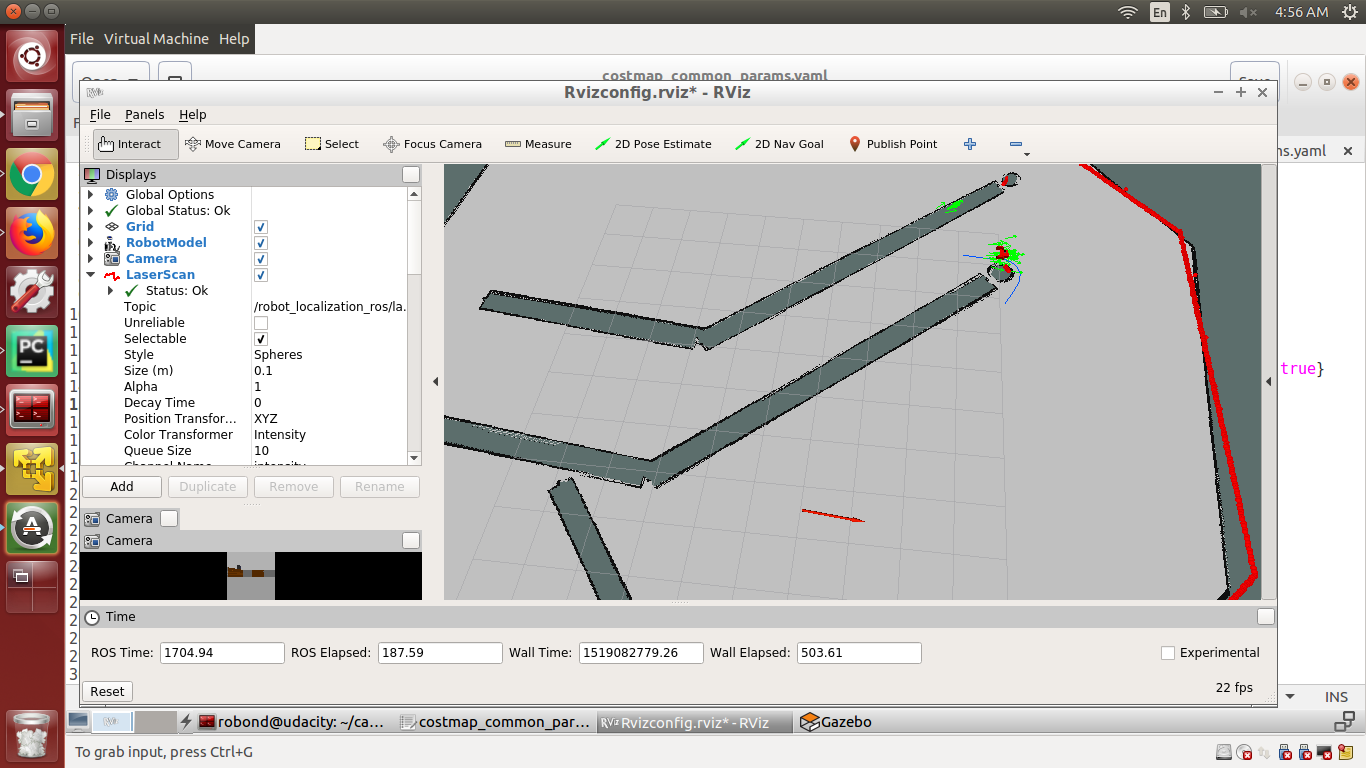 En
4:56 AM
File Virtual Machine Help
costmap_common_params.yaml
Rvizconfig.rviz* - RViz
File Panels Help
Interact Move Camera Select Focus Camera Measure 2D Pose Estimate 2D Nav Goal Publish Point
ms.yaml
Displays
Global Options
Global Status: Ok
Grid
RobotModel
Camera
LaserScan
Status: Ok
Topic /robot_localization_ros/la...
Unreliable
Selectable
Style Spheres
Size (m) 0.1
Alpha 1
Decay Time 0
Position Transfor... XYZ
Color Transformer Intensity
Queue Size 10
Channel Name intensity
true}
Add Duplicate Remove Rename
Camera
Camera
Time
ROS Time: 1704.94 ROS Elapsed: 187.59 Wall Time: 1519082779.26 Wall Elapsed: 503.61 Experimental
Reset
22 fps
INS
robond@udacity: ~/ca... costmap_common_par... Rvizconfig.rviz* - RViz Gazebo
To grab input, press Ctrl+G